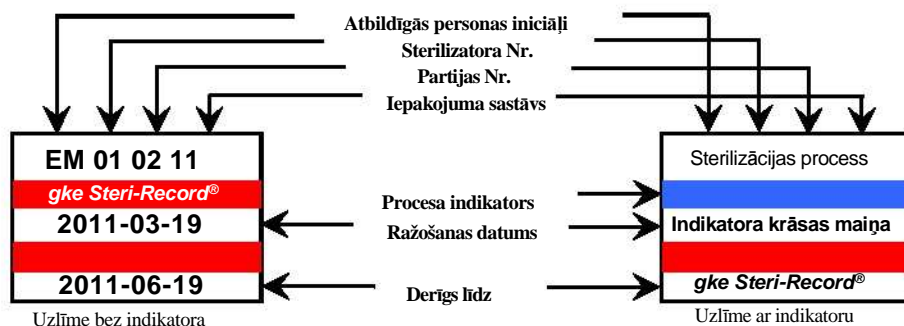 Atbildīgās personas iniciāļi
Sterilizatora Nr.
Partijas Nr.
Iepakojuma sastāvs
EM 01 02 11
gke Steri-Record®
2011-03-19
2011-06-19
Uzlīme bez indikatora
Procesa indikators
Ražošanas datums
Derīgs līdz
Sterilizācijas process
Indikatora krāsas maiņa
gke Steri-Record®
Uzlīme ar indikatoru